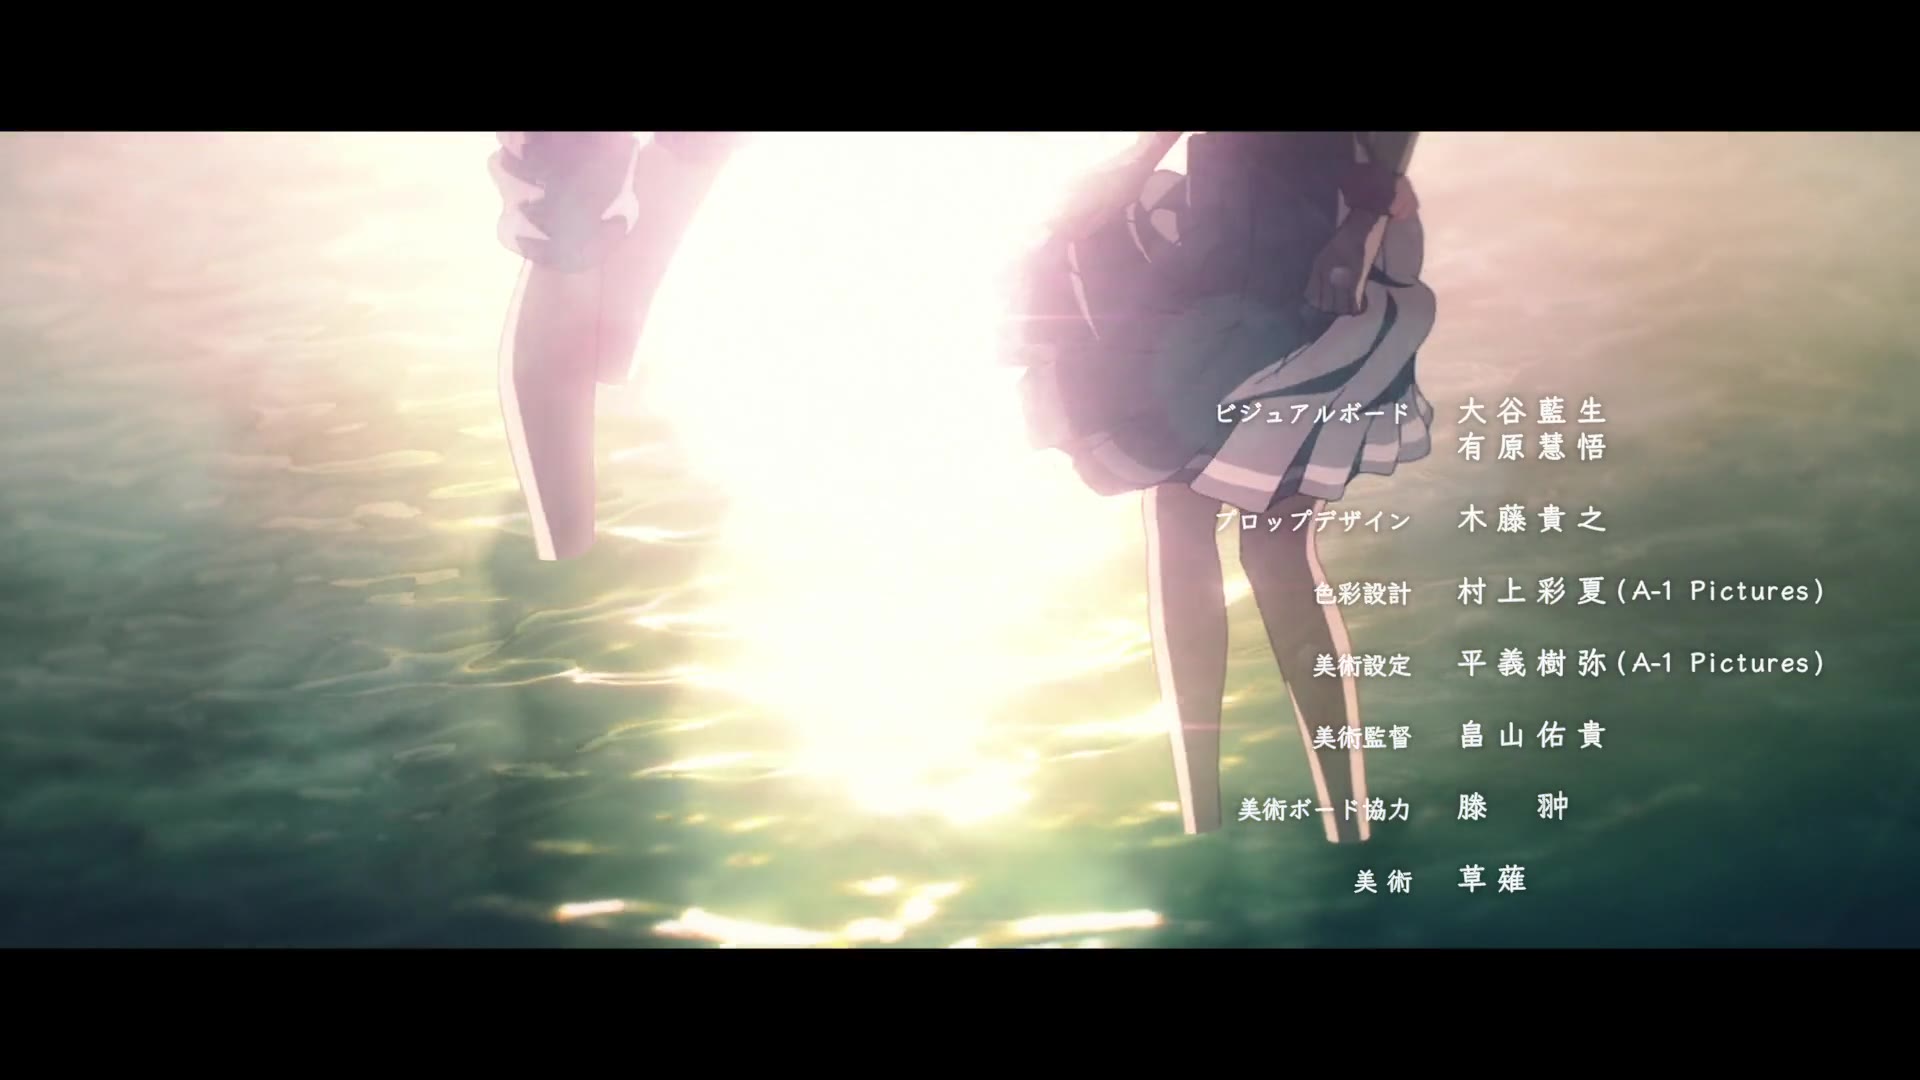 ビジュアルボード 大谷藍生
有原慧悟
プロップデザイン 木藤貴之
色彩設計 村上彩夏(A-1 Pictures)
美術設定 平義樹弥(A-1 Pictures)
美術監督 畠山佑貴
美術ボード協力 滕 翀
美術 草薙